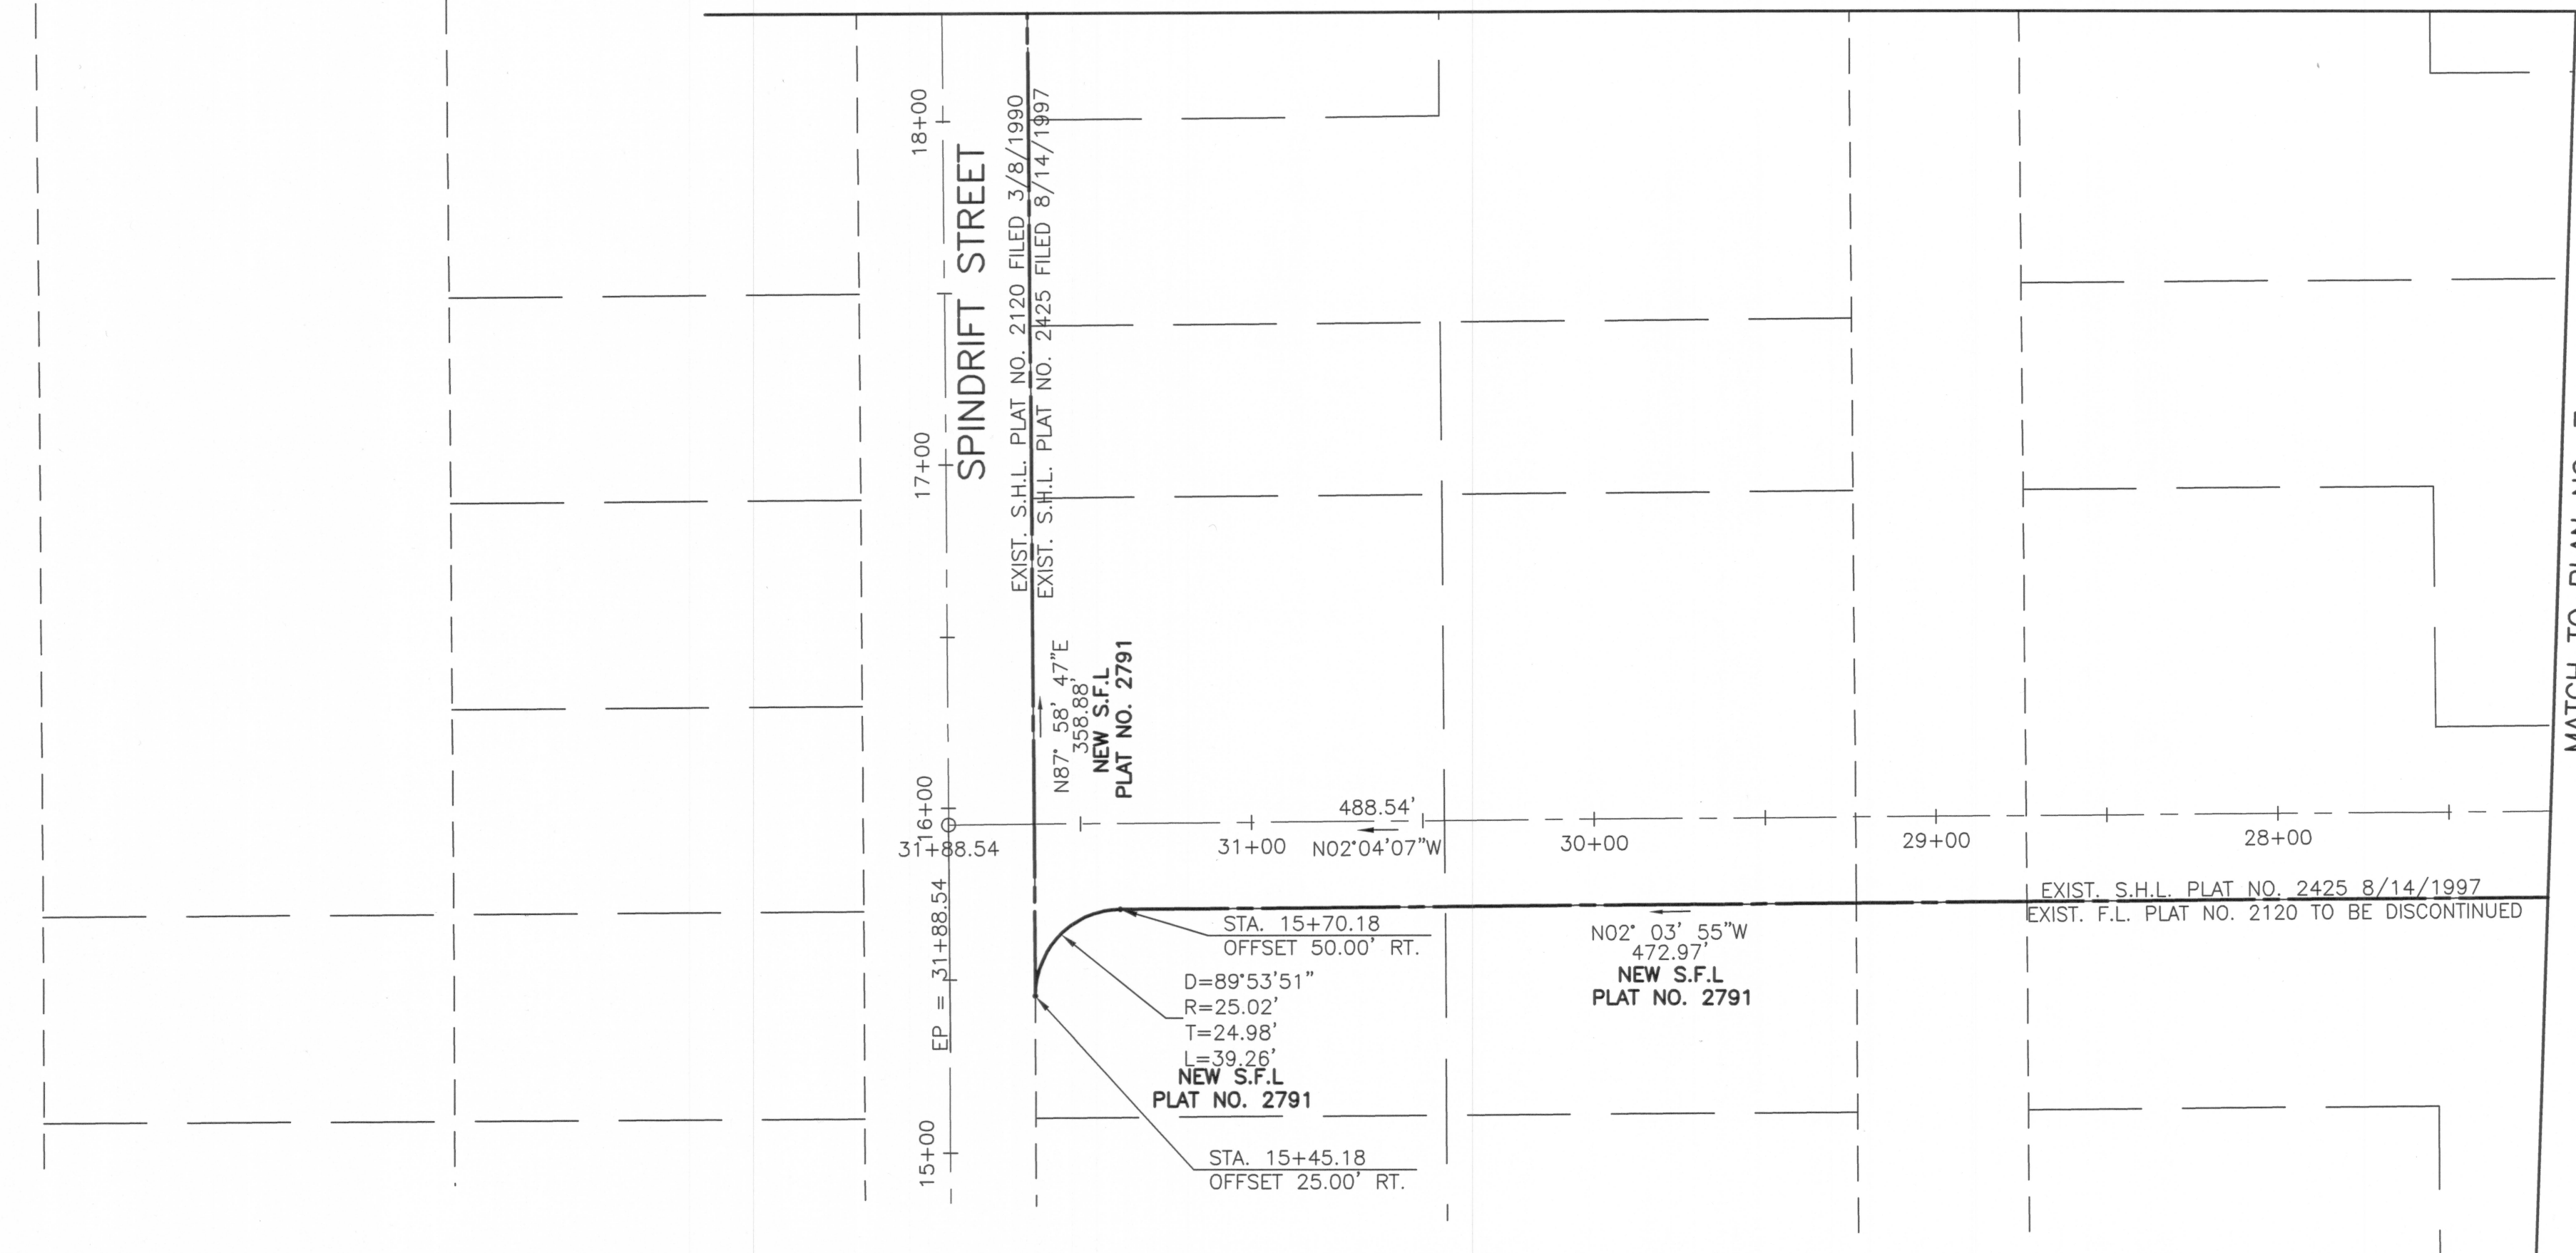 18+00
SPINDRIFT STREET
EXIST. S.H.L. PLAT NO. 2120 FILED 3/8/1990
EXIST. S.H.L. PLAT NO. 2425 FILED 8/14/1997
17+00
N87° 58' 47"E
358.88'
NEW S.F.L
PLAT NO. 2791
16+00
31+88.54
488.54'
31+00
N02°04'07"W
30+00
29+00
28+00
EP = 31+88.54
EXIST. S.H.L. PLAT NO. 2425 8/14/1997
EXIST. F.L. PLAT NO. 2120 TO BE DISCONTINUED
STA. 15+70.18
OFFSET 50.00' RT.
N02° 03' 55"W
472.97'
NEW S.F.L
PLAT NO. 2791
D=89°53'51"
R=25.02'
T=24.98'
L=39.26'
NEW S.F.L
PLAT NO. 2791
15+00
STA. 15+45.18
OFFSET 25.00' RT.
MATCH TO PLAN NO.